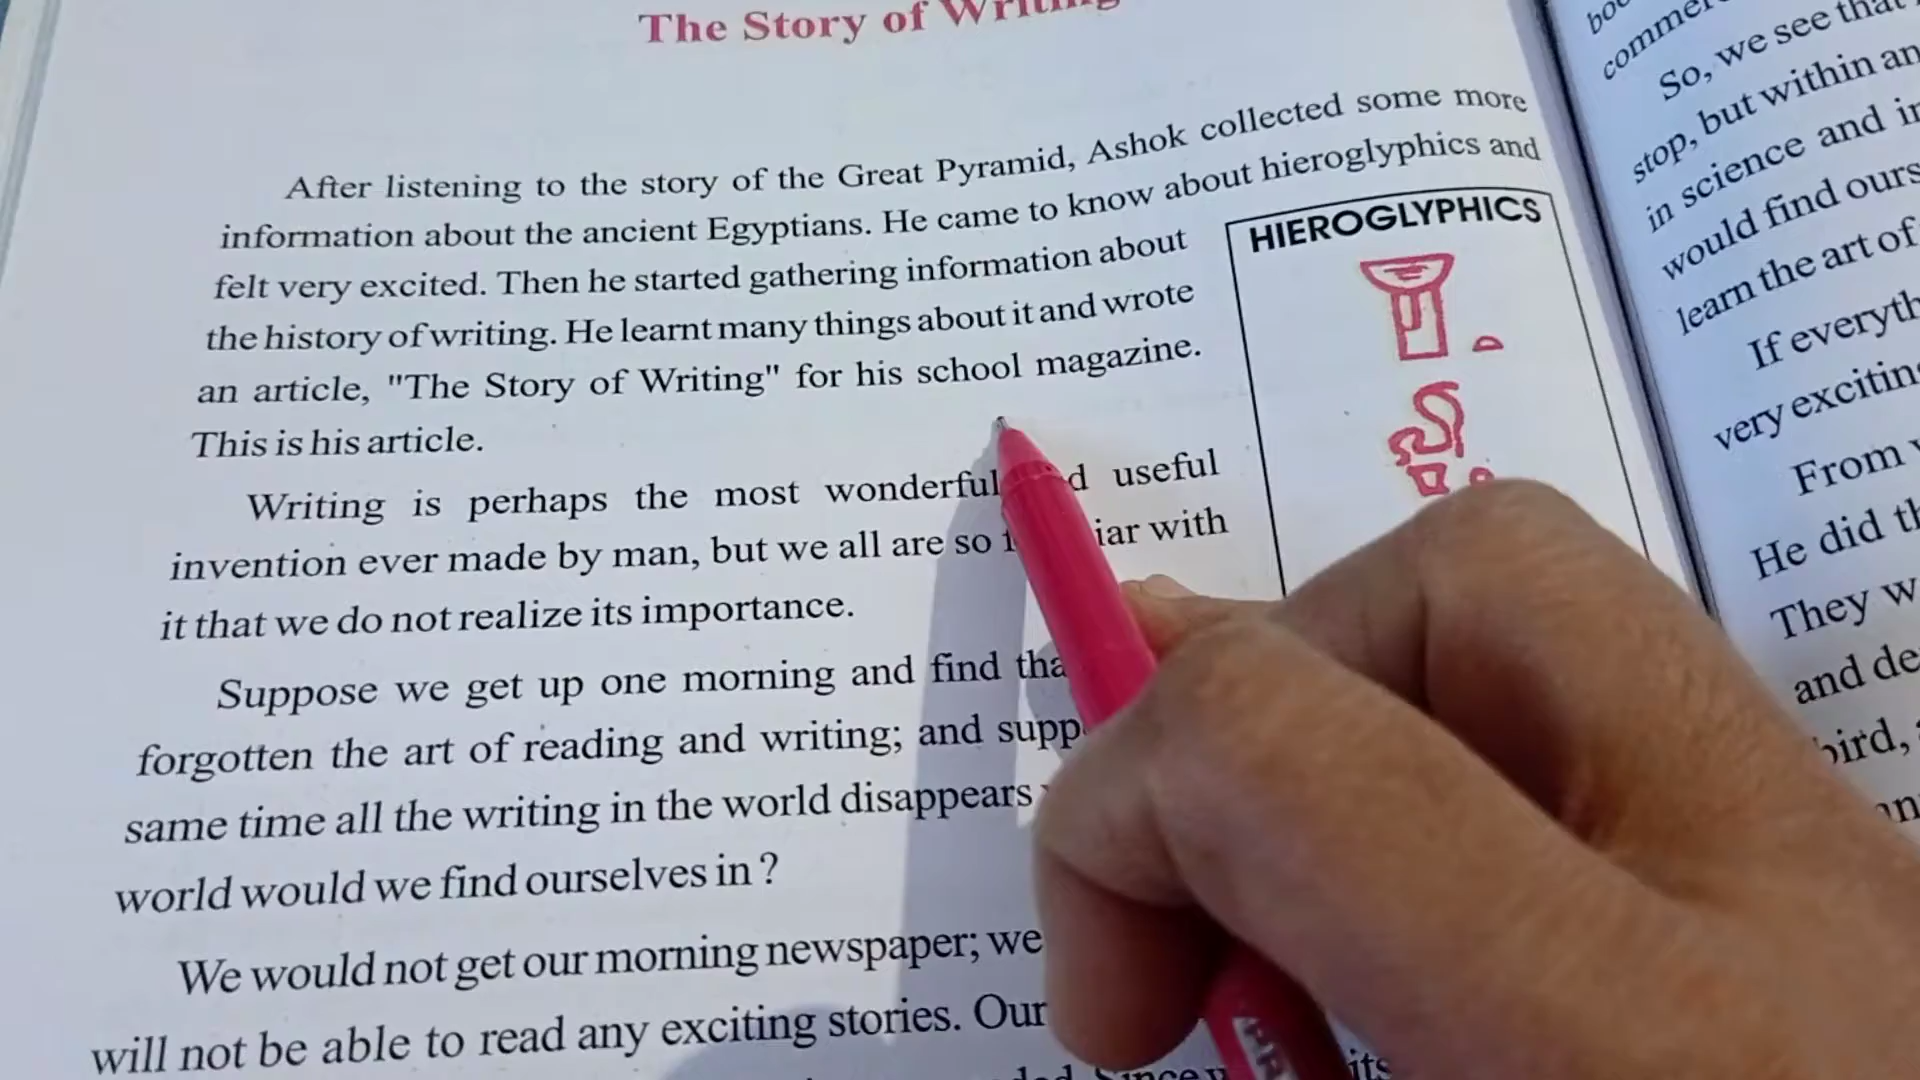 The Story of Writing
After listening to the story of the Great Pyramid, Ashok collected some more
information about the ancient Egyptians. He came to know about hieroglyphics and
felt very excited. Then he started gathering information about
the history of writing. He learnt many things about it and wrote
an article, "The Story of Writing" for his school magazine.
This is his article.
HIEROGLYPHICS
Writing is perhaps the most wonderful useful
invention ever made by man, but we all are so with
it that we do not realize its importance.
Suppose we get up one morning and find
forgotten the art of reading and writing; and
same time all the writing in the world disappears
world would we find ourselves in ?
We would not get our morning newspaper; we
will not be able to read any exciting stories. Our
So, we see that
stop, but within
in science and
would find
learn the art of
If
very
From
He did
They
and
bird,